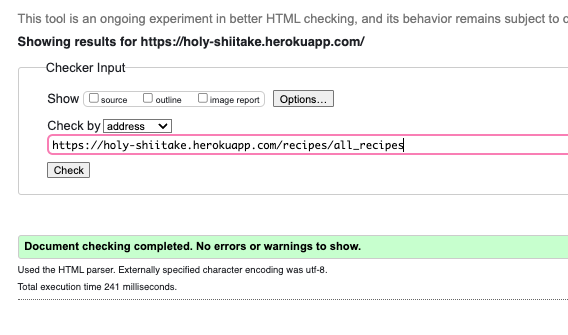 This tool is an ongoing experiment in better HTML checking, and its behavior remains subject to
Showing results for https://holy-shiitake.herokuapp.com/
Checker Input
Show source outline image report Options...
Check by address
https://holy-shiitake.herokuapp.com/recipes/all_recipes
Check
Document checking completed. No errors or warnings to show.
Used the HTML parser. Externally specified character encoding was utf-8.
Total execution time 241 milliseconds.